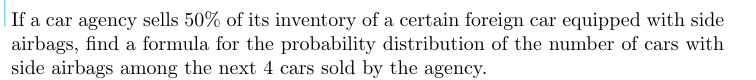 If a car agency sells 50% of its inventory of a certain foreign car equipped with side
airbags, find a formula for the probability distribution of the number of cars with
side airbags among the next 4 cars sold by the agency.